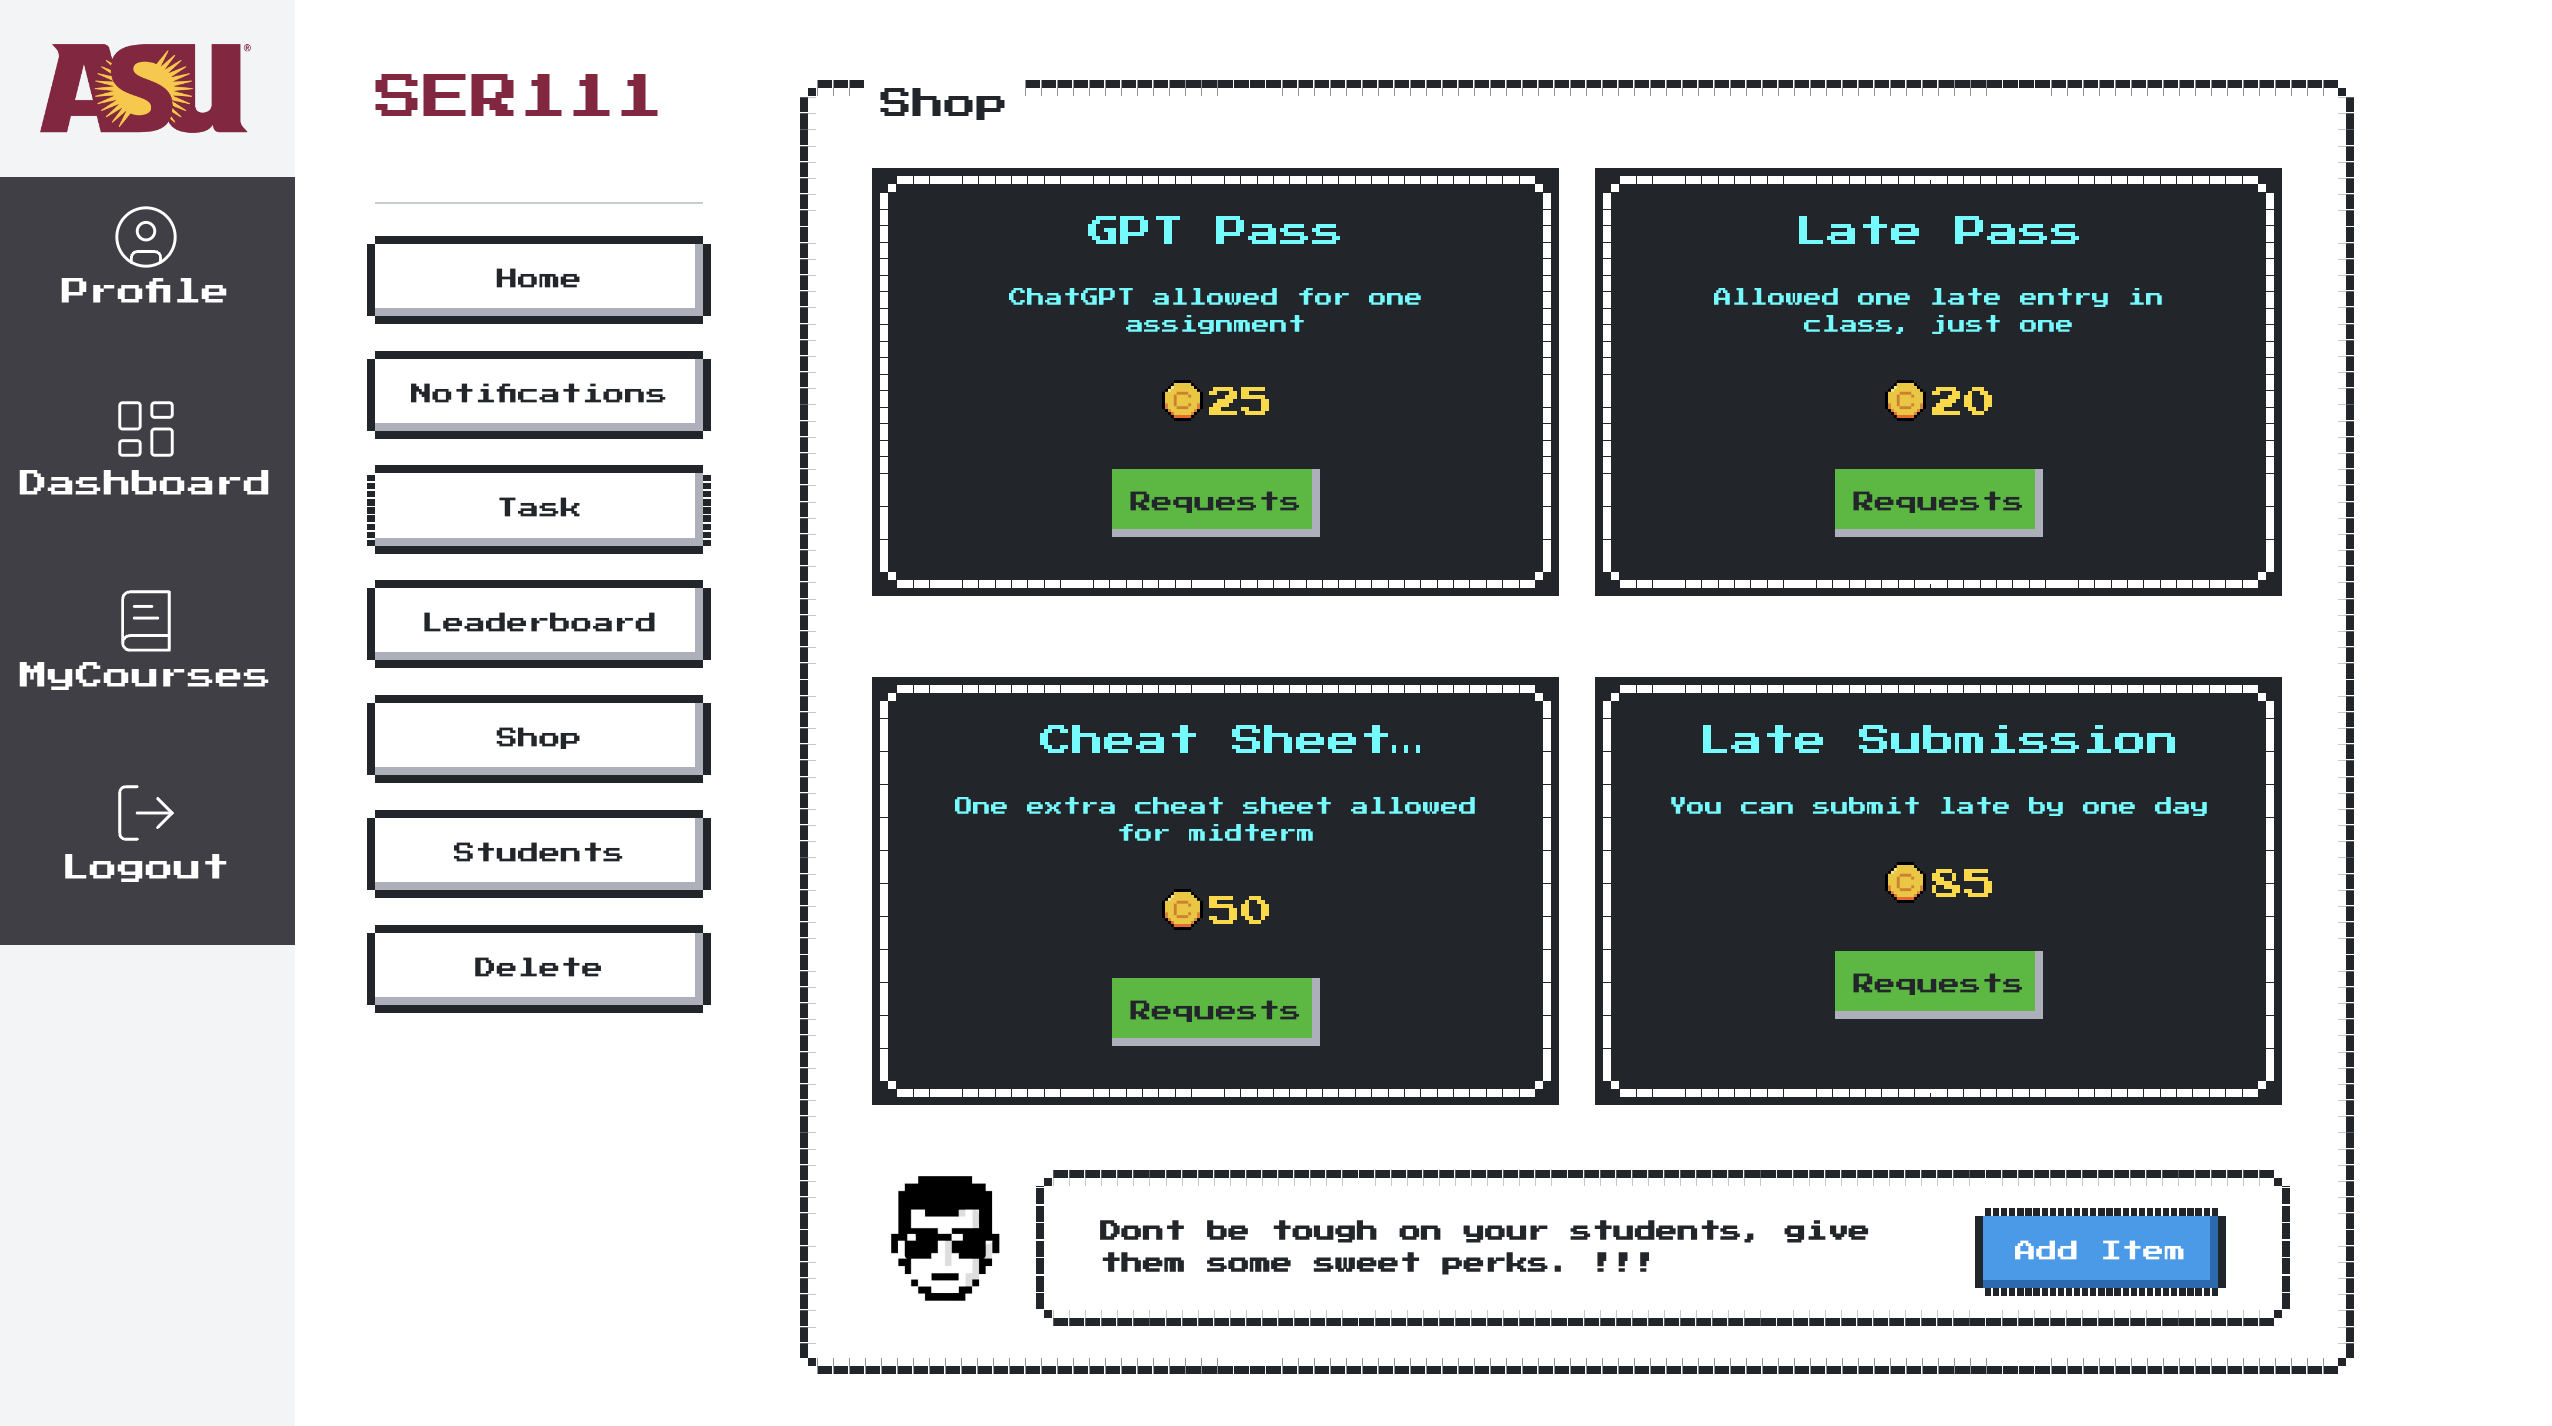 ASU®
Profile
Dashboard
MyCourses
Logout
SER111
Home
Notifications
Task
Leaderboard
Shop
Students
Delete
Shop
GPT Pass
ChatGPT allowed for one
assignment
C 25
Requests
Late Pass
Allowed one late entry in
class, just one
C 20
Requests
Cheat Sheet…
One extra cheat sheet allowed
for midterm
C 50
Requests
Late Submission
You can submit late by one day
C 85
Requests
Dont be tough on your students, give
them some sweet perks. !!!
Add Item